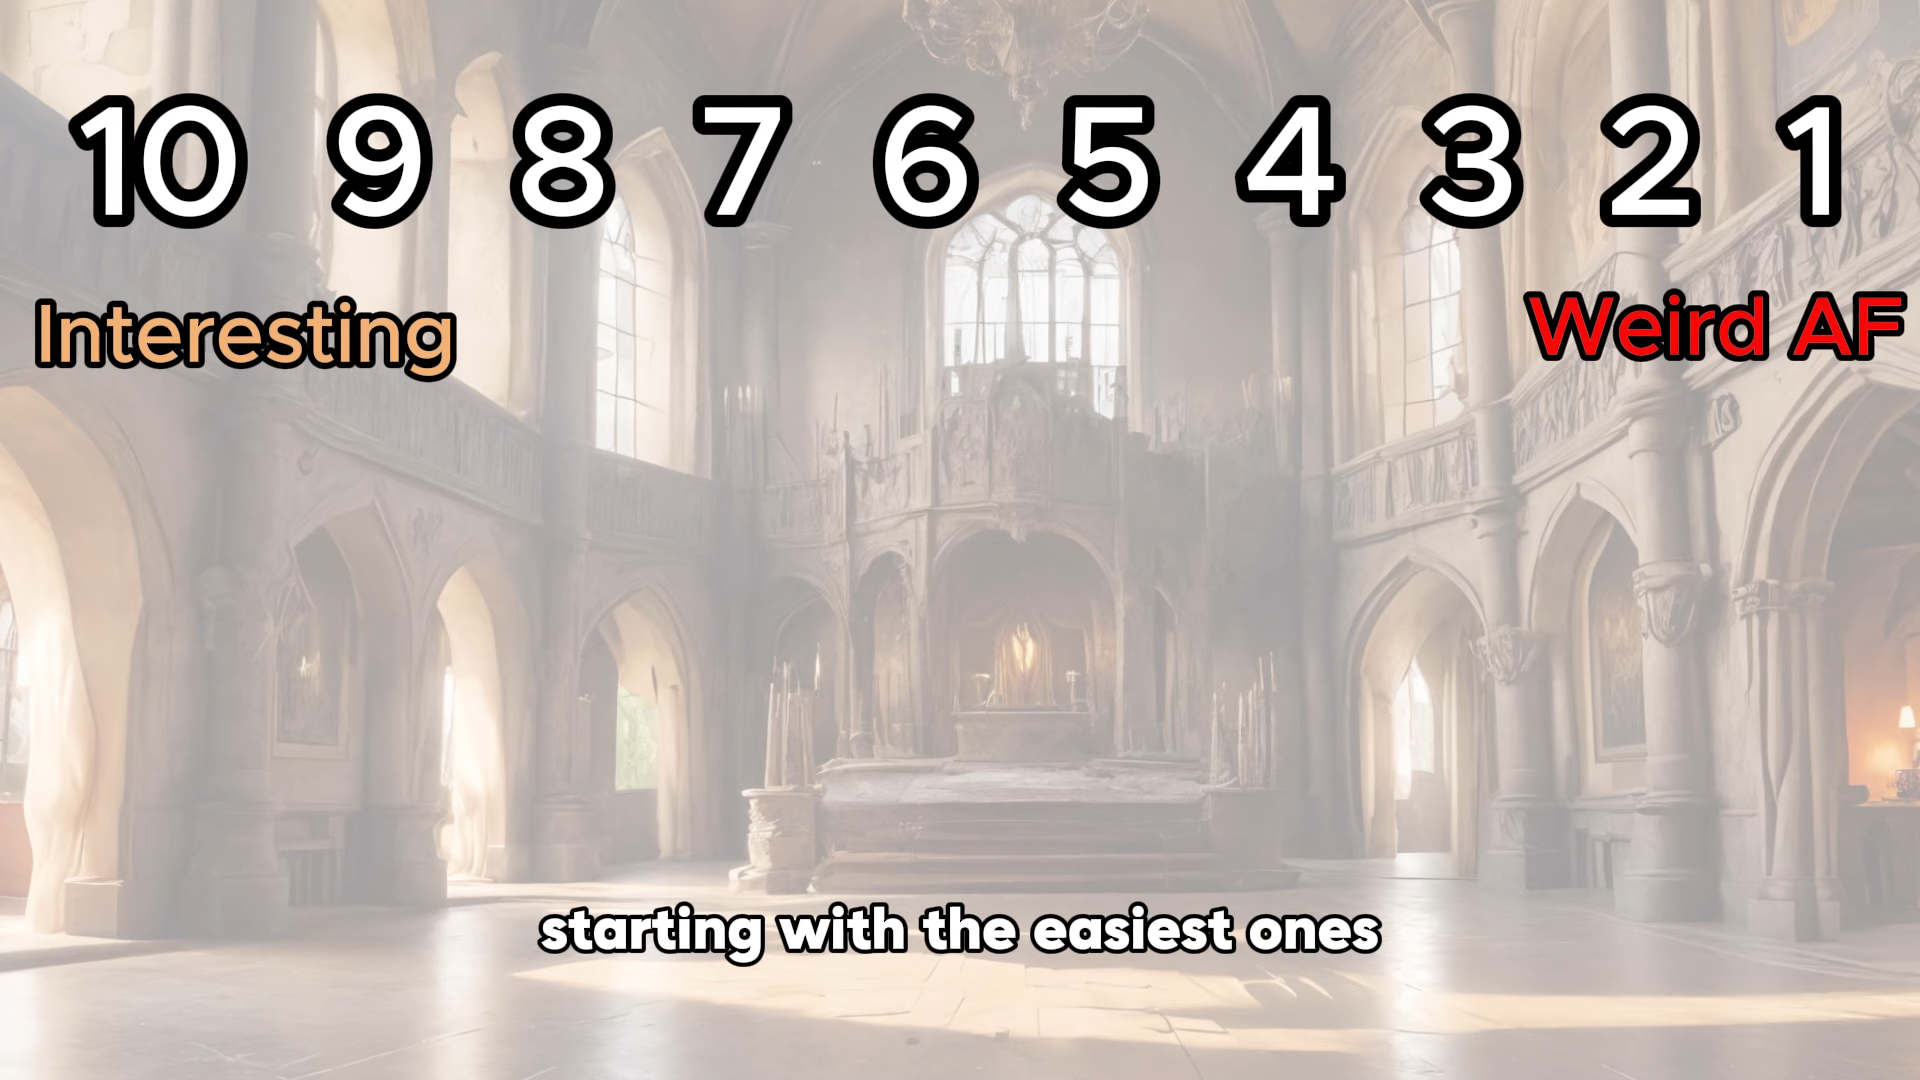 10 9 8 7 6 5 4 3 2 1
Interesting Weird AF
starting with the easiest ones